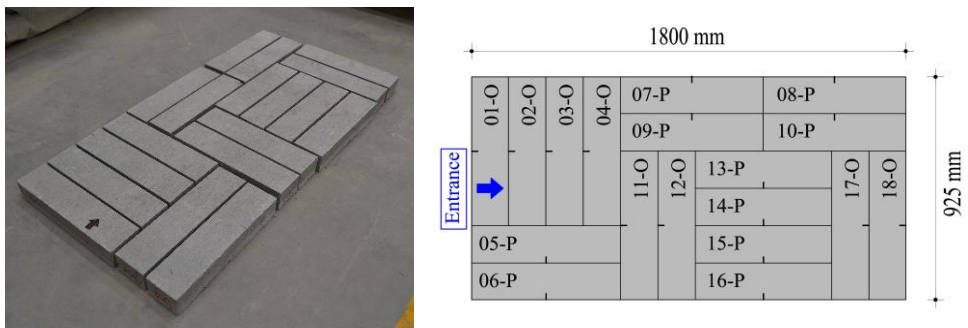 1800 mm
01-O
02-O
03-O
04-O
07-P
08-P
09-P
10-P
Entrance
11-O
12-O
13-P
14-P
15-P
16-P
17-O
18-O
05-P
06-P
925 mm